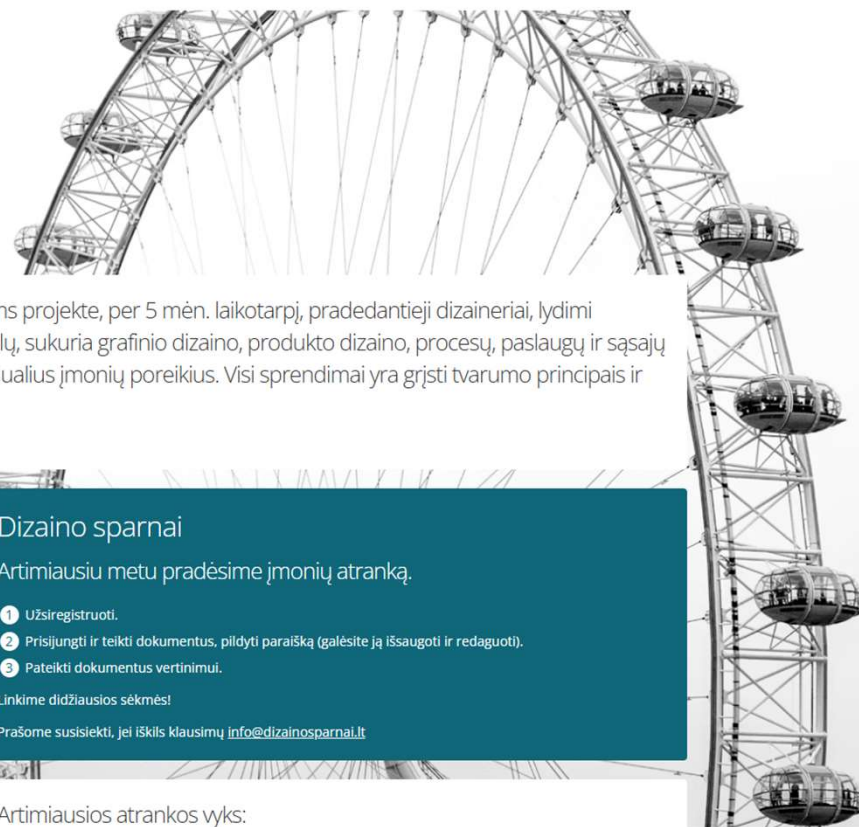 ms projekte, per 5 mėn. laikotarpį, pradedantieji dizaineriai, lydimi
lų, sukuria grafinio dizaino, produkto dizaino, procesų, paslaugų ir sąsajų
ualius įmonių poreikius. Visi sprendimai yra grįsti tvarumo principais ir
Dizaino sparnai
Artimiausiu metu pradėsime įmonių atranką.
1 Užsiregistruoti.
2 Prisijungti ir teikti dokumentus, pildyti paraišką (galėsite ją išsaugoti ir redaguoti).
3 Pateikti dokumentus vertinimui.
Linkime didžiausios sėkmės!
Prašome susisiekti, jei iškils klausimų info@dizainosparnai.lt
Artimiausios atrankos vyks: